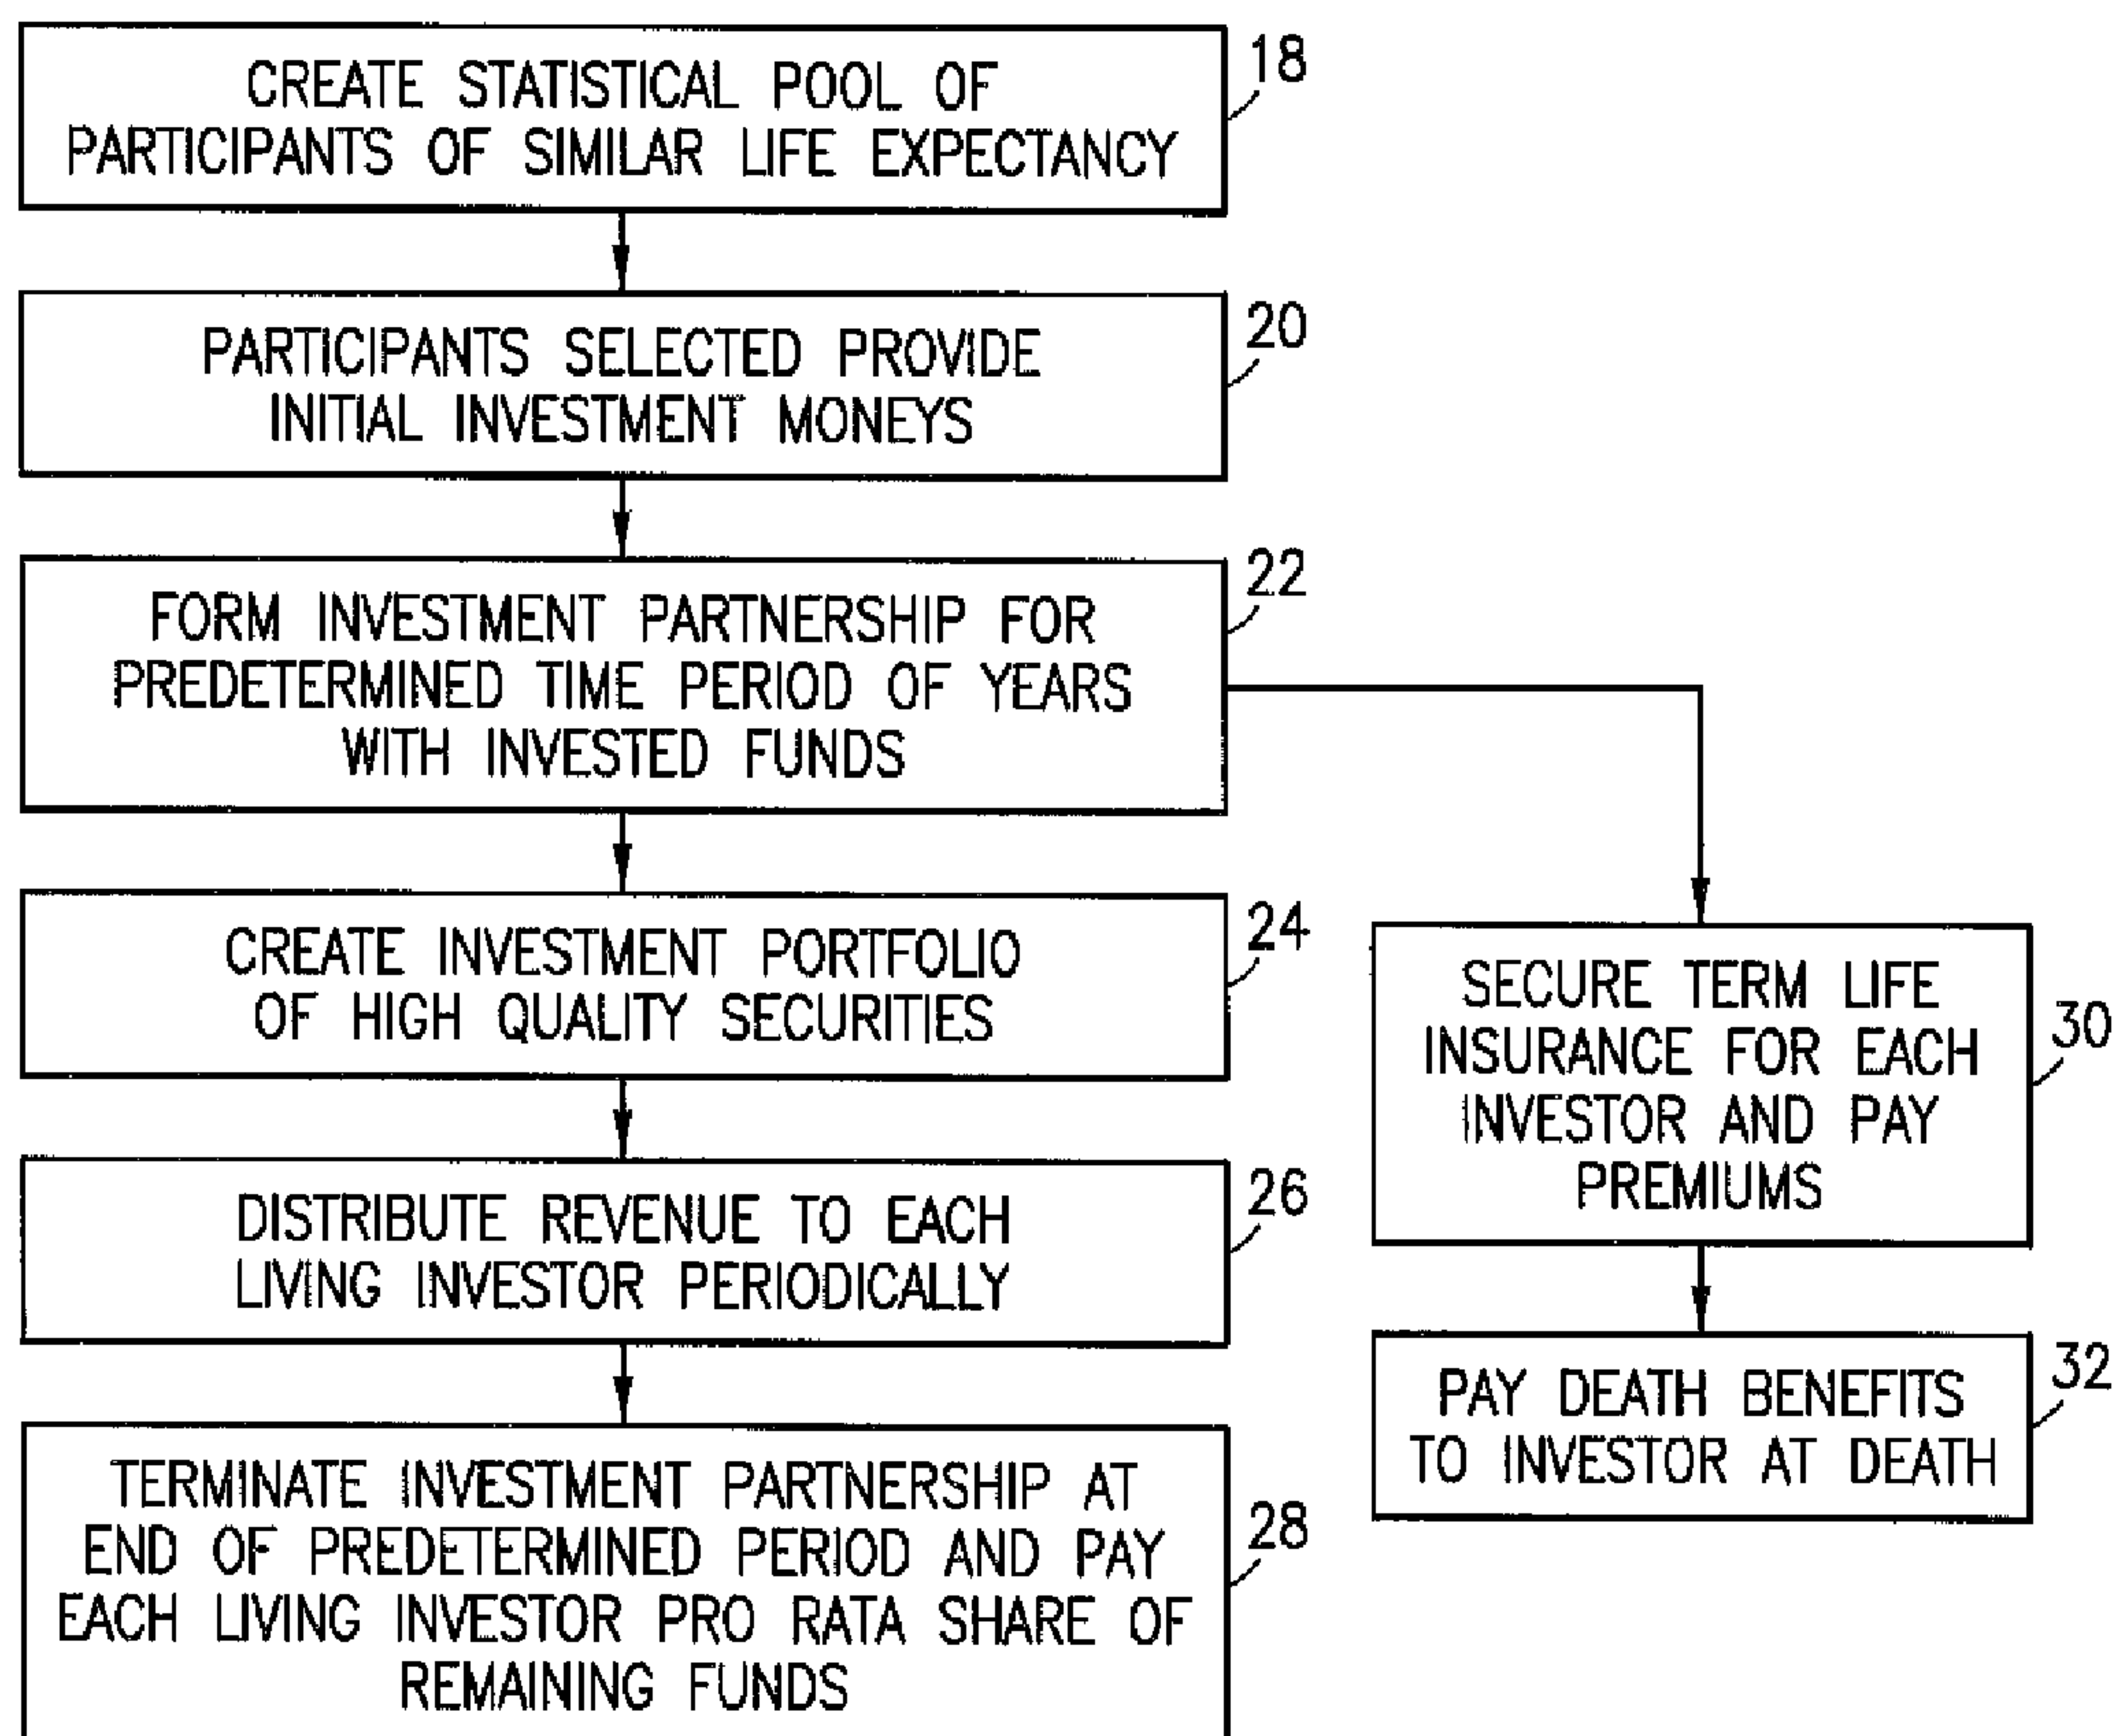 CREATE STATISTICAL POOL OF
PARTICIPANTS OF SIMILAR LIFE EXPECTANCY
18
PARTICIPANTS SELECTED PROVIDE
INITIAL INVESTMENT MONEYS
20
FORM INVESTMENT PARTNERSHIP FOR
PREDETERMINED TIME PERIOD OF YEARS
WITH INVESTED FUNDS
22
CREATE INVESTMENT PORTFOLIO
OF HIGH QUALITY SECURITIES
24
DISTRIBUTE REVENUE TO EACH
LIVING INVESTOR PERIODICALLY
26
TERMINATE INVESTMENT PARTNERSHIP AT
END OF PREDETERMINED PERIOD AND PAY
EACH LIVING INVESTOR PRO RATA SHARE OF
REMAINING FUNDS
28
SECURE TERM LIFE
INSURANCE FOR EACH
INVESTOR AND PAY
PREMIUMS
30
PAY DEATH BENEFITS
TO INVESTOR AT DEATH
32